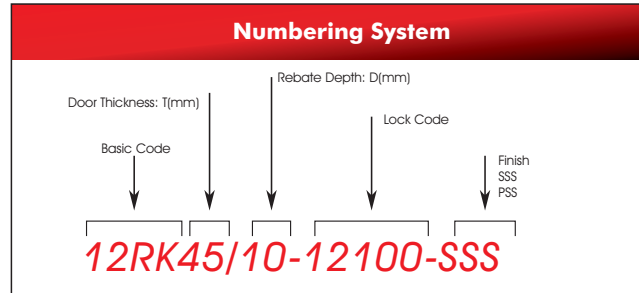 Numbering System
Rebate Depth: D(mm)
Door Thickness: T(mm)
Lock Code
Basic Code
Finish
SSS
PSS
12RK45/10-12100-SSS